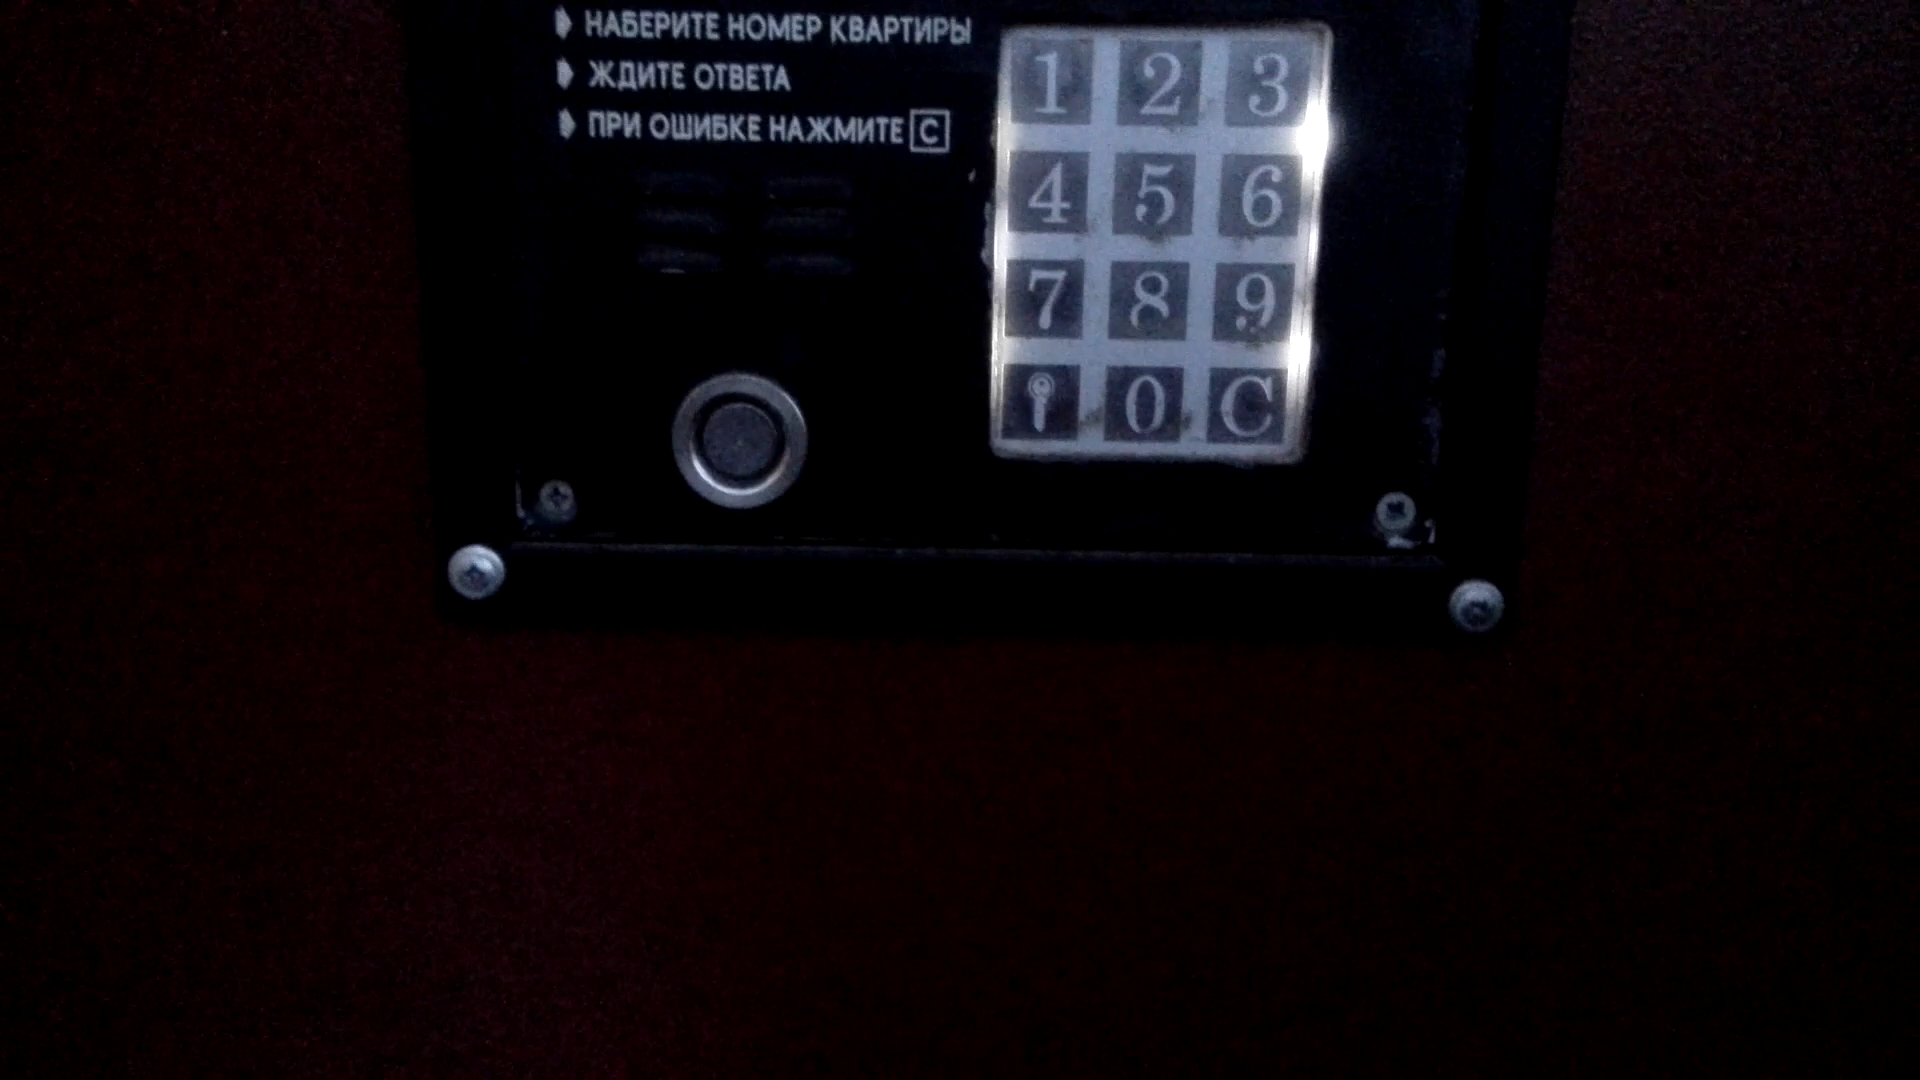 НАБЕРИТЕ НОМЕР КВАРТИРЫ
ЖДИТЕ ОТВЕТА
ПРИ ОШИБКЕ НАЖМИТЕ C
1 2 3
4 5 6
7 8 9
0 C